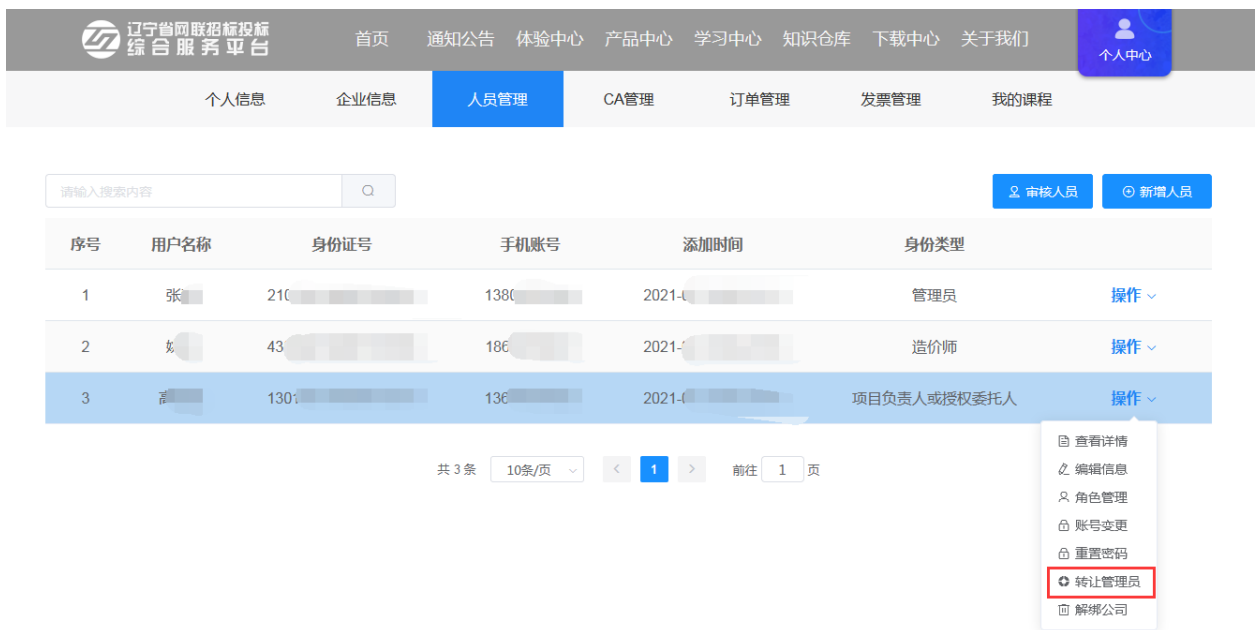 辽宁省网联招标投标
综合服务平台
首页 通知公告 体验中心 产品中心 学习中心 知识仓库 下载中心 关于我们 个人中心
个人信息 企业信息 人员管理 CA管理 订单管理 发票管理 我的课程
请输入搜索内容 审核人员 新增人员
序号 用户名称 身份证号 手机账号 添加时间 身份类型
1 张 210 1380 2021- 管理员 操作
2 43 186 2021- 造价师 操作
3 1301 136 2021- 项目负责人或授权委托人 操作
查看详情
共 3 条 10条/页 1 前往 1 页
编辑信息
角色管理
账号变更
重置密码
转让管理员
解绑公司